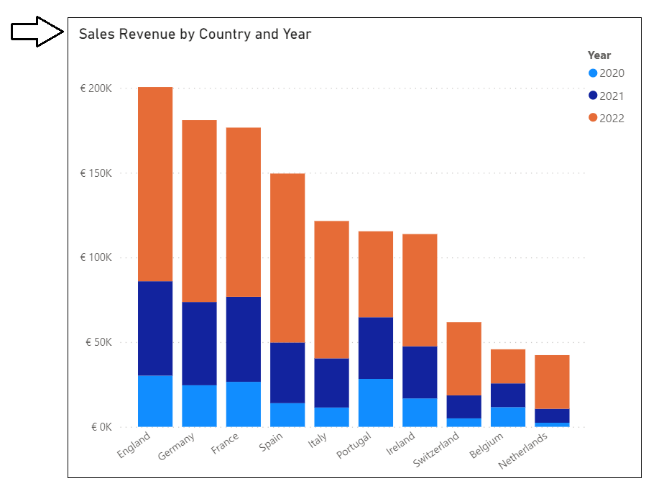 Sales Revenue by Country and Year
Year
2020
2021
2022
€ 200K
€ 150K
€ 100K
€ 50K
€ 0K
England
Germany
France
Spain
Italy
Portugal
Ireland
Switzerland
Belgium
Netherlands